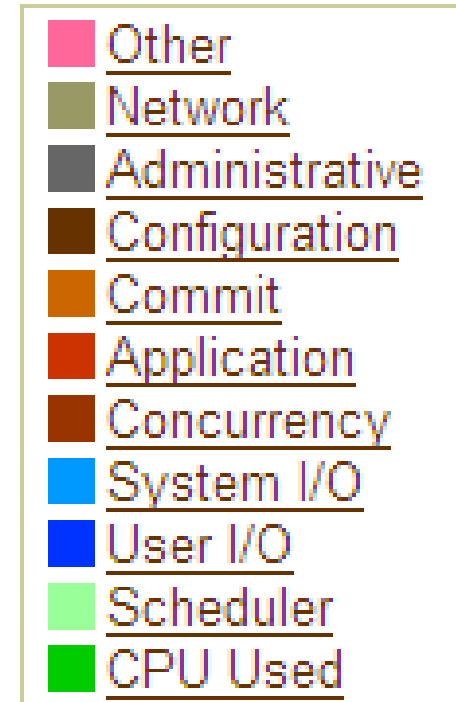 Other
Network
Administrative
Configuration
Commit
Application
Concurrency
System I/O
User I/O
Scheduler
CPU Used